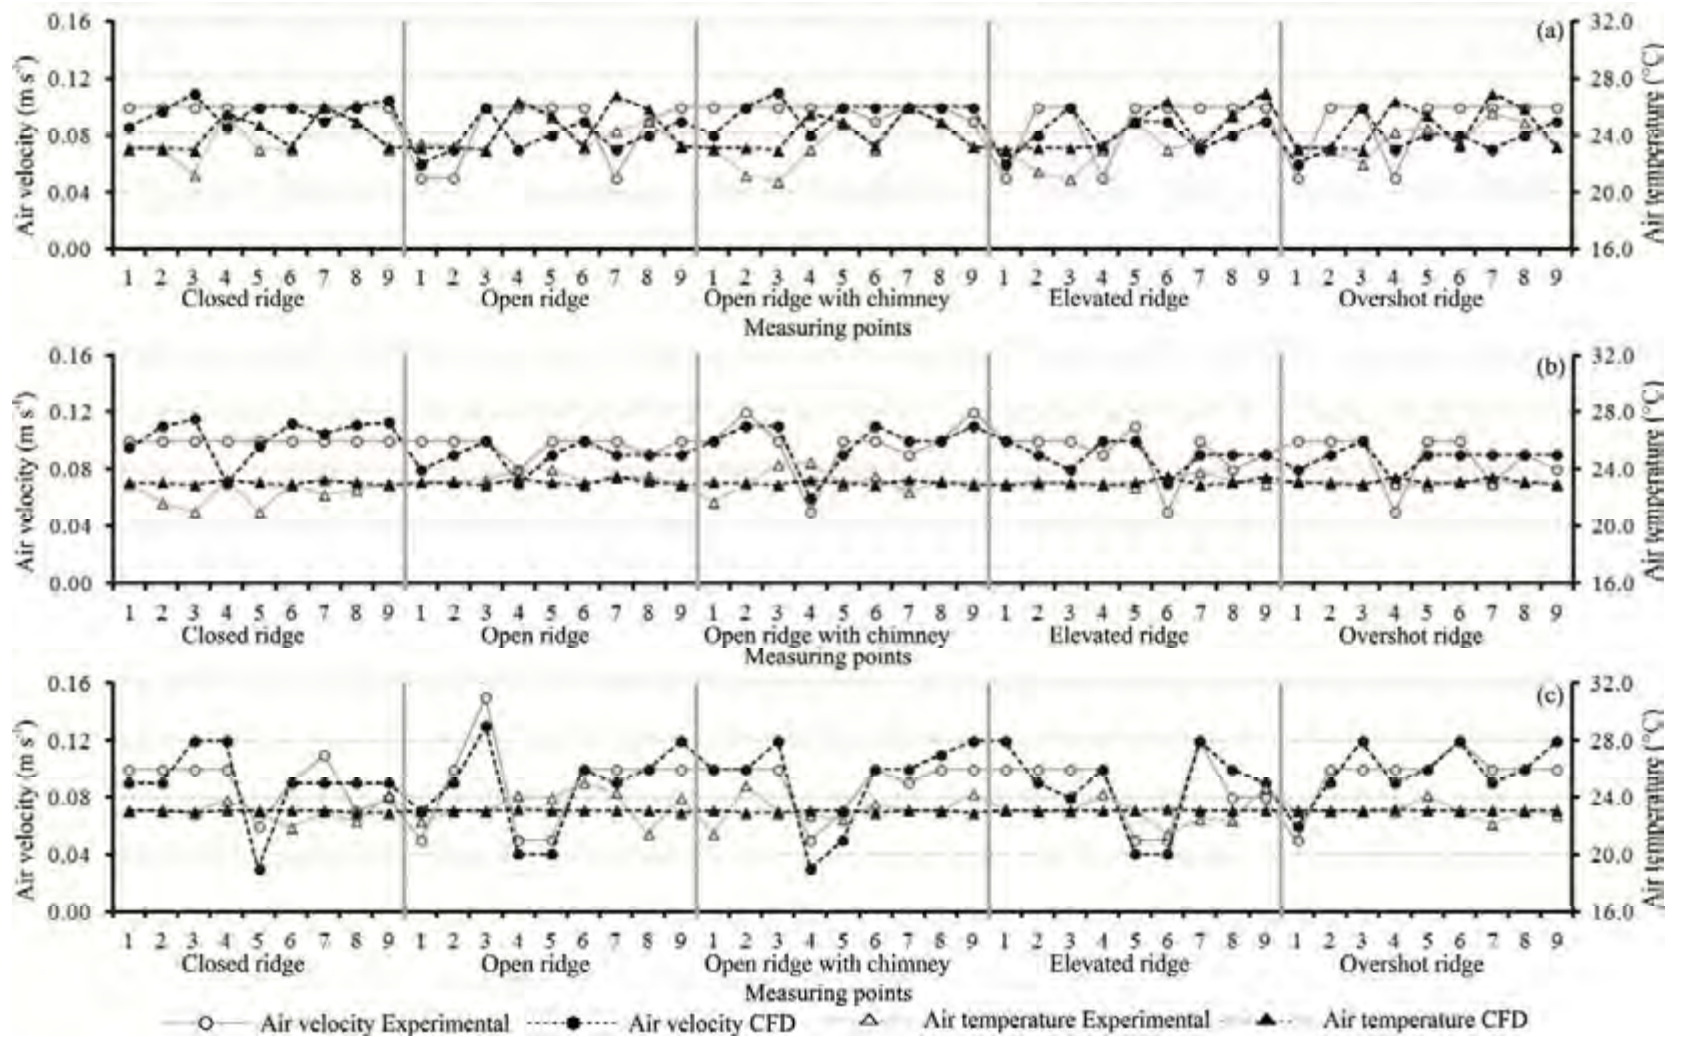 (a)
Air velocity (m s⁻¹)
0.16
0.12
0.08
0.04
0.00
Air temperature (°C)
32.0
28.0
24.0
20.0
16.0
1 2 3 4 5 6 7 8 9 1 2 3 4 5 6 7 8 9 1 2 3 4 5 6 7 8 9 1 2 3 4 5 6 7 8 9 1 2 3 4 5 6 7 8 9
Closed ridge Open ridge Open ridge with chimney Elevated ridge Overshot ridge
Measuring points
(b)
Air velocity (m s⁻¹)
0.16
0.12
0.08
0.04
0.00
Air temperature (°C)
32.0
28.0
24.0
20.0
16.0
1 2 3 4 5 6 7 8 9 1 2 3 4 5 6 7 8 9 1 2 3 4 5 6 7 8 9 1 2 3 4 5 6 7 8 9 1 2 3 4 5 6 7 8 9
Closed ridge Open ridge Open ridge with chimney Elevated ridge Overshot ridge
Measuring points
(c)
Air velocity (m s⁻¹)
0.16
0.12
0.08
0.04
0.00
Air temperature (°C)
32.0
28.0
24.0
20.0
16.0
1 2 3 4 5 6 7 8 9 1 2 3 4 5 6 7 8 9 1 2 3 4 5 6 7 8 9 1 2 3 4 5 6 7 8 9 1 2 3 4 5 6 7 8 9
Closed ridge Open ridge Open ridge with chimney Elevated ridge Overshot ridge
Measuring points
Air velocity Experimental Air velocity CFD Air temperature Experimental Air temperature CFD